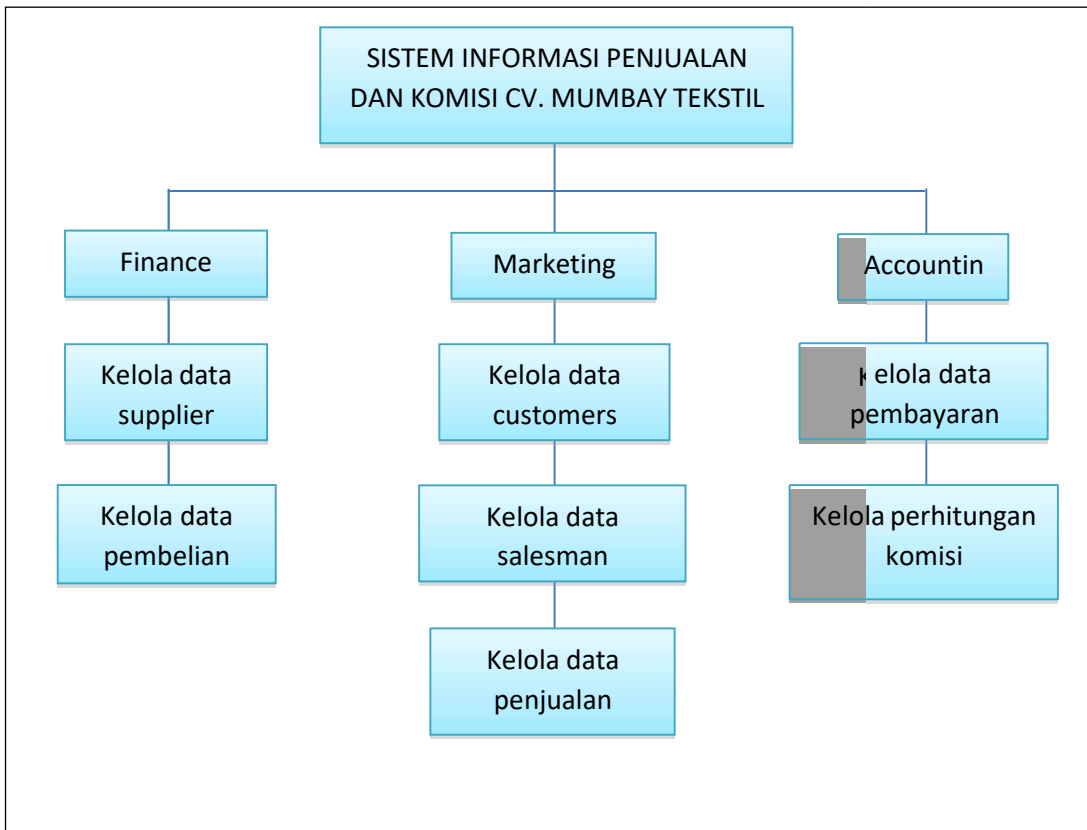 SISTEM INFORMASI PENJUALAN
DAN KOMISI CV. MUMBAY TEKSTIL
Finance
Marketing
Accountin
Kelola data
supplier
Kelola data
customers
Kelola data
pembayaran
Kelola data
pembelian
Kelola data
salesman
Kelola perhitungan
komisi
Kelola data
penjualan